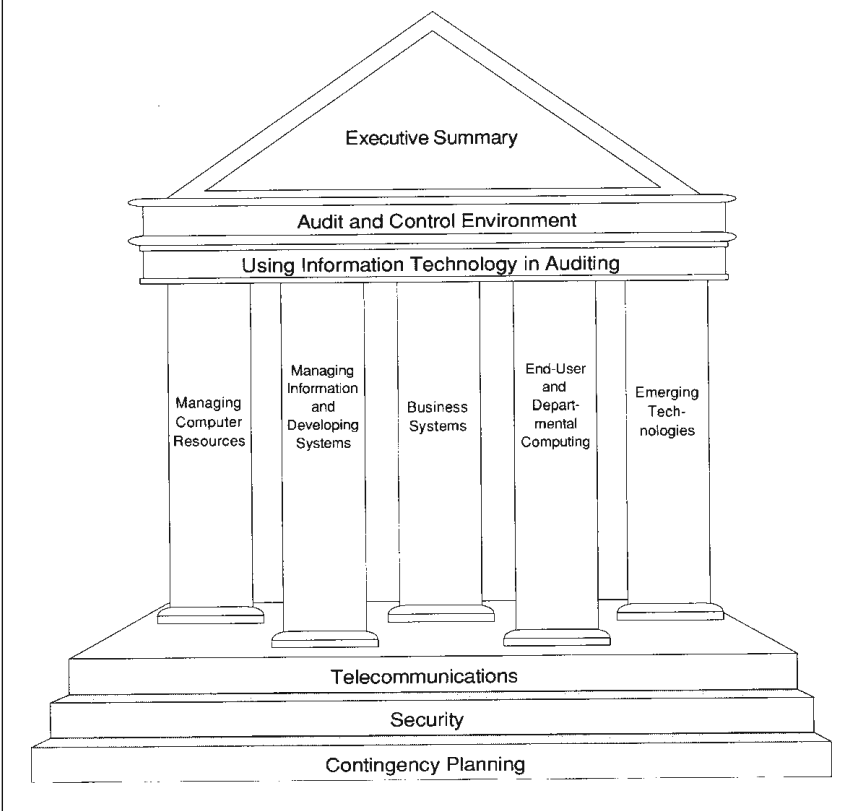 Executive Summary
Audit and Control Environment
Using Information Technology in Auditing
Managing
Computer
Resources
Managing
Information
and
Developing
Systems
Business
Systems
End-User
and
Depart-
mental
Computing
Emerging
Tech-
nologies
Telecommunications
Security
Contingency Planning